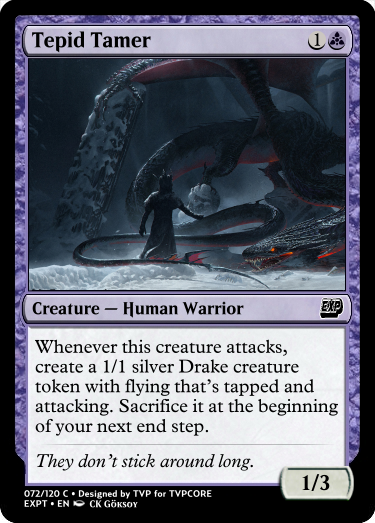 Tepid Tamer 1
Creature — Human Warrior EXP
Whenever this creature attacks,
create a 1/1 silver Drake creature
token with flying that's tapped and
attacking. Sacrifice it at the beginning
of your next end step.
They don't stick around long.
1/3
072/120 C • Designed by TVP for TVPCORE
EXPT • EN CK Göksoy